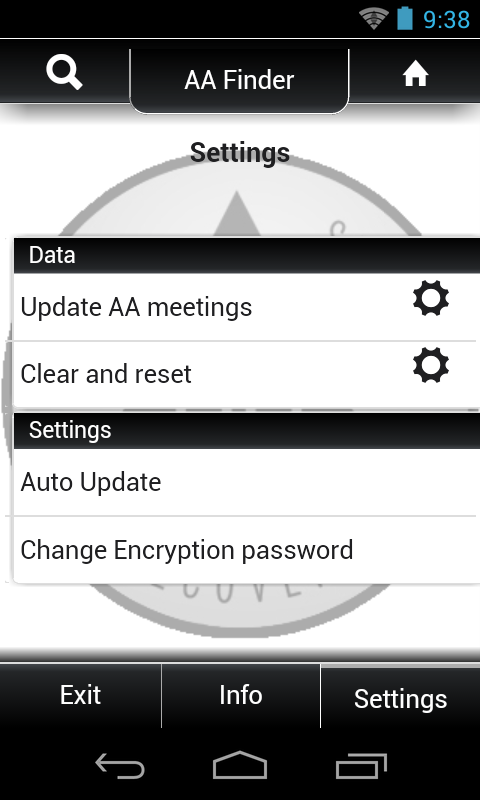 9:38
AA Finder
Settings
Data
Update AA meetings
Clear and reset
Settings
Auto Update
Change Encryption password
Exit
Info
Settings